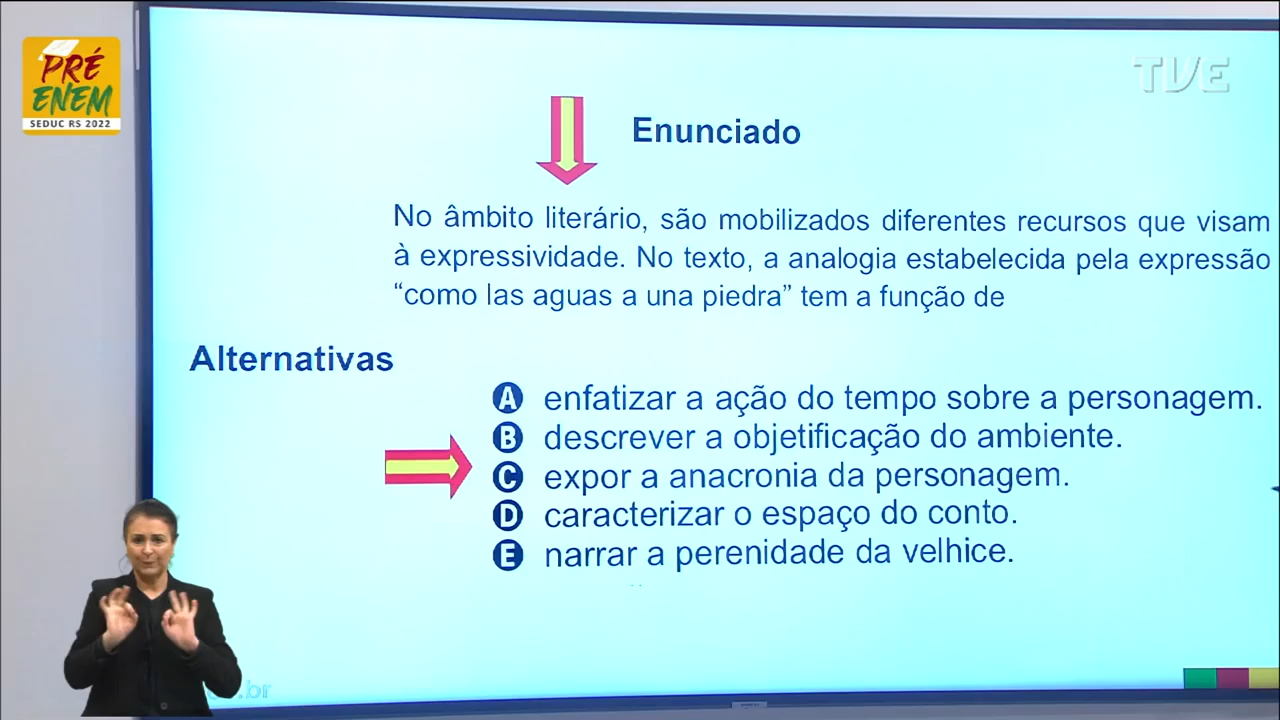 PRÉ
ENEM
SEDUC RS 2022
TVE
Enunciado
No âmbito literário, são mobilizados diferentes recursos que visam
à expressividade. No texto, a analogia estabelecida pela expressão
“como las aguas a una piedra” tem a função de
Alternativas
A enfatizar a ação do tempo sobre a personagem.
B descrever a objetificação do ambiente.
C expor a anacronia da personagem.
D caracterizar o espaço do conto.
E narrar a perenidade da velhice.
.br